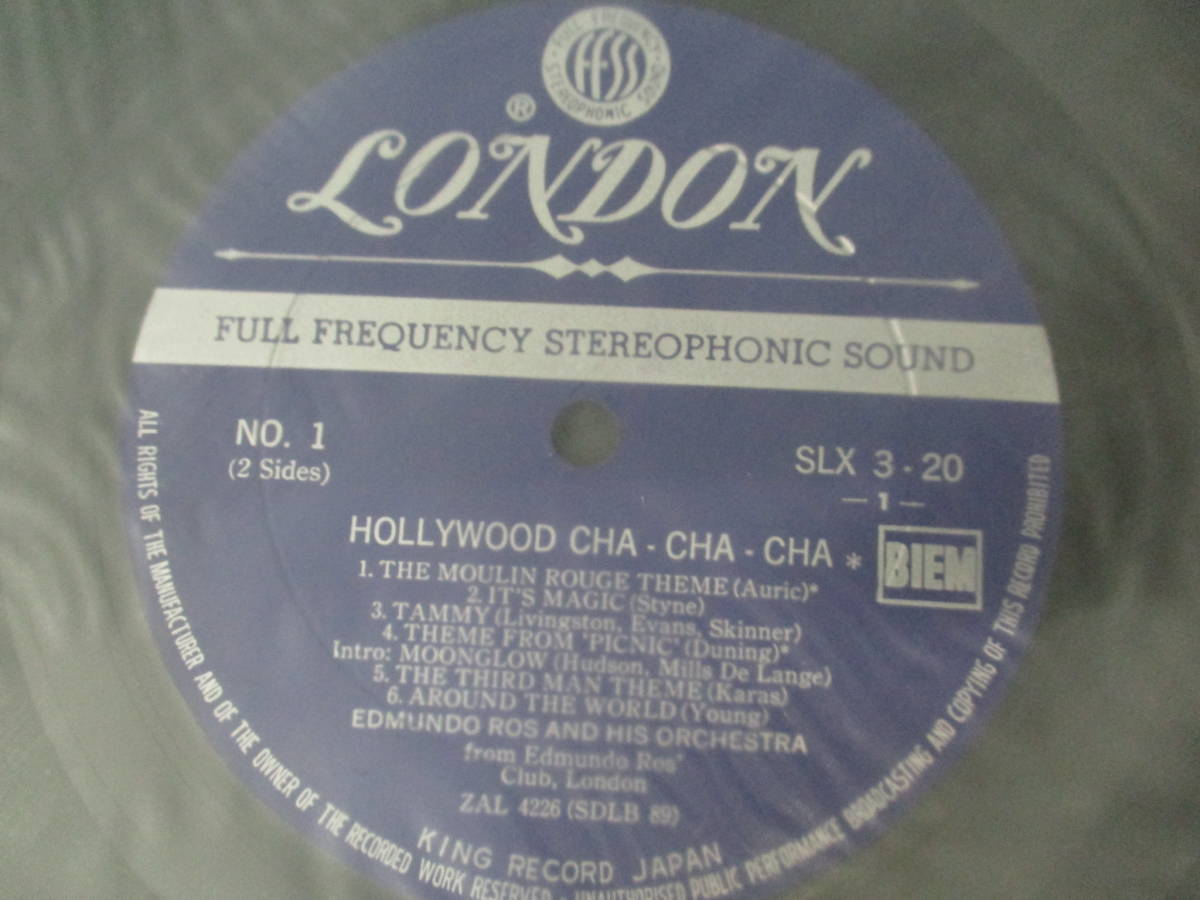 FULL FREQUENCY
FFSS
STEREOPHONIC SOUND
®
LONDON
FULL FREQUENCY STEREOPHONIC SOUND
NO. 1
(2 Sides)
SLX 3-20
— 1 —
BIEM
HOLLYWOOD CHA - CHA - CHA *
1. THE MOULIN ROUGE THEME (Auric)*
2. IT'S MAGIC (Styne)
3. TAMMY (Livingston, Evans, Skinner)
4. THEME FROM "PICNIC" (Duning)*
Intro: MOONGLOW (Hudson, Mills De Lange)
5. THE THIRD MAN THEME (Karas)
6. AROUND THE WORLD (Young)
EDMUNDO ROS AND HIS ORCHESTRA
from Edmundo Ros'
Club, London
ZAL 4226 (SDLB 89)
KING RECORD JAPAN
ALL RIGHTS OF THE MANUFACTURER AND OF THE OWNER OF THE RECORDED WORK RESERVED - UNAUTHORISED PUBLIC PERFORMANCE BROADCASTING AND COPYING OF THIS RECORD PROHIBITED